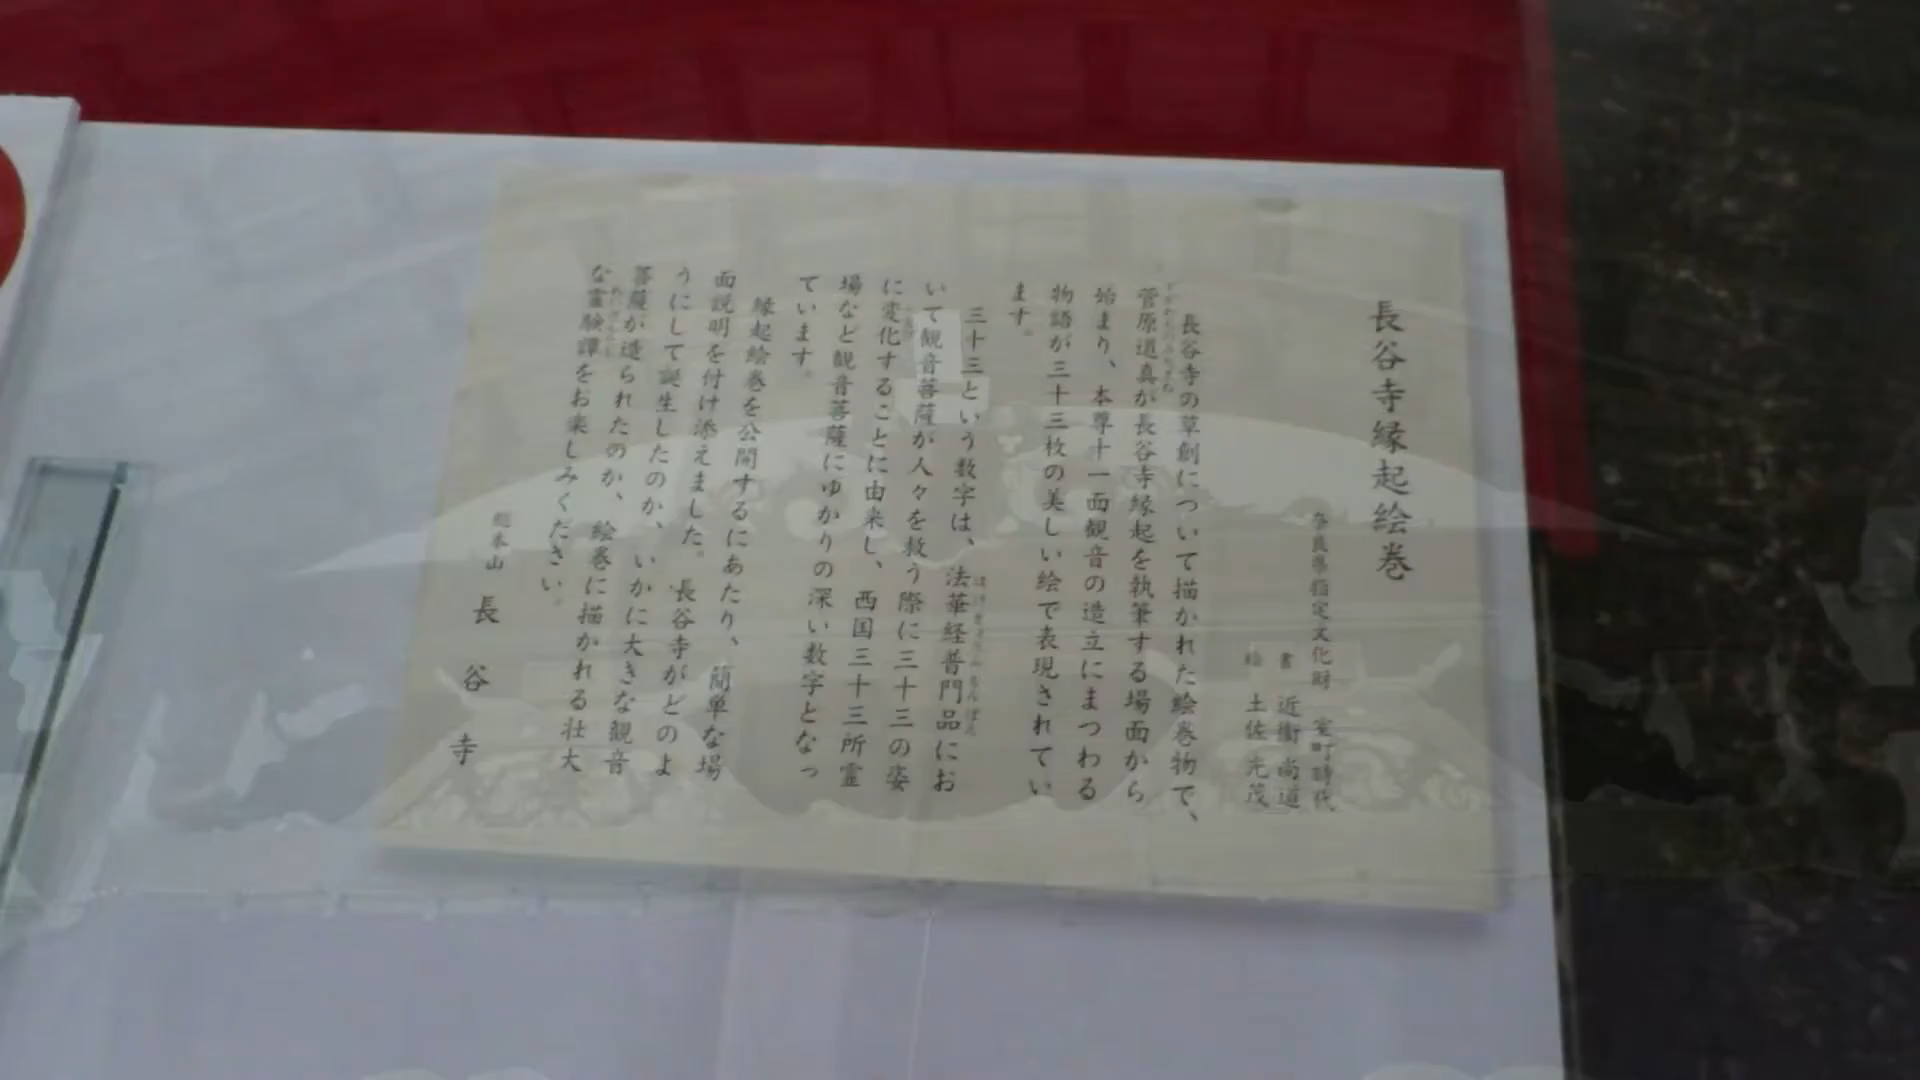 長谷寺縁起絵巻
奈良県指定文化財 室町時代
書 近衛尚道
絵 土佐光茂
長谷寺の草創について描かれた絵巻物で、
菅原道真が長谷寺縁起を執筆する場面から
始まり、本尊十一面観音の造立にまつわる
物語が三十三枚の美しい絵で表現されてい
ます。
三十三という数字は、法華経普門品にお
いて観音菩薩が人々を救う際に三十三の姿
に変化することに由来し、西国三十三所霊
場など観音菩薩にゆかりの深い数字となっ
ています。
縁起絵巻を公開するにあたり、簡単な場
面説明を付け添えました。長谷寺がどのよ
うにして誕生したのか、いかに大きな観音
菩薩が造られたのか、絵巻に描かれる壮大
な霊験譚をお楽しみください。
総本山 長谷寺